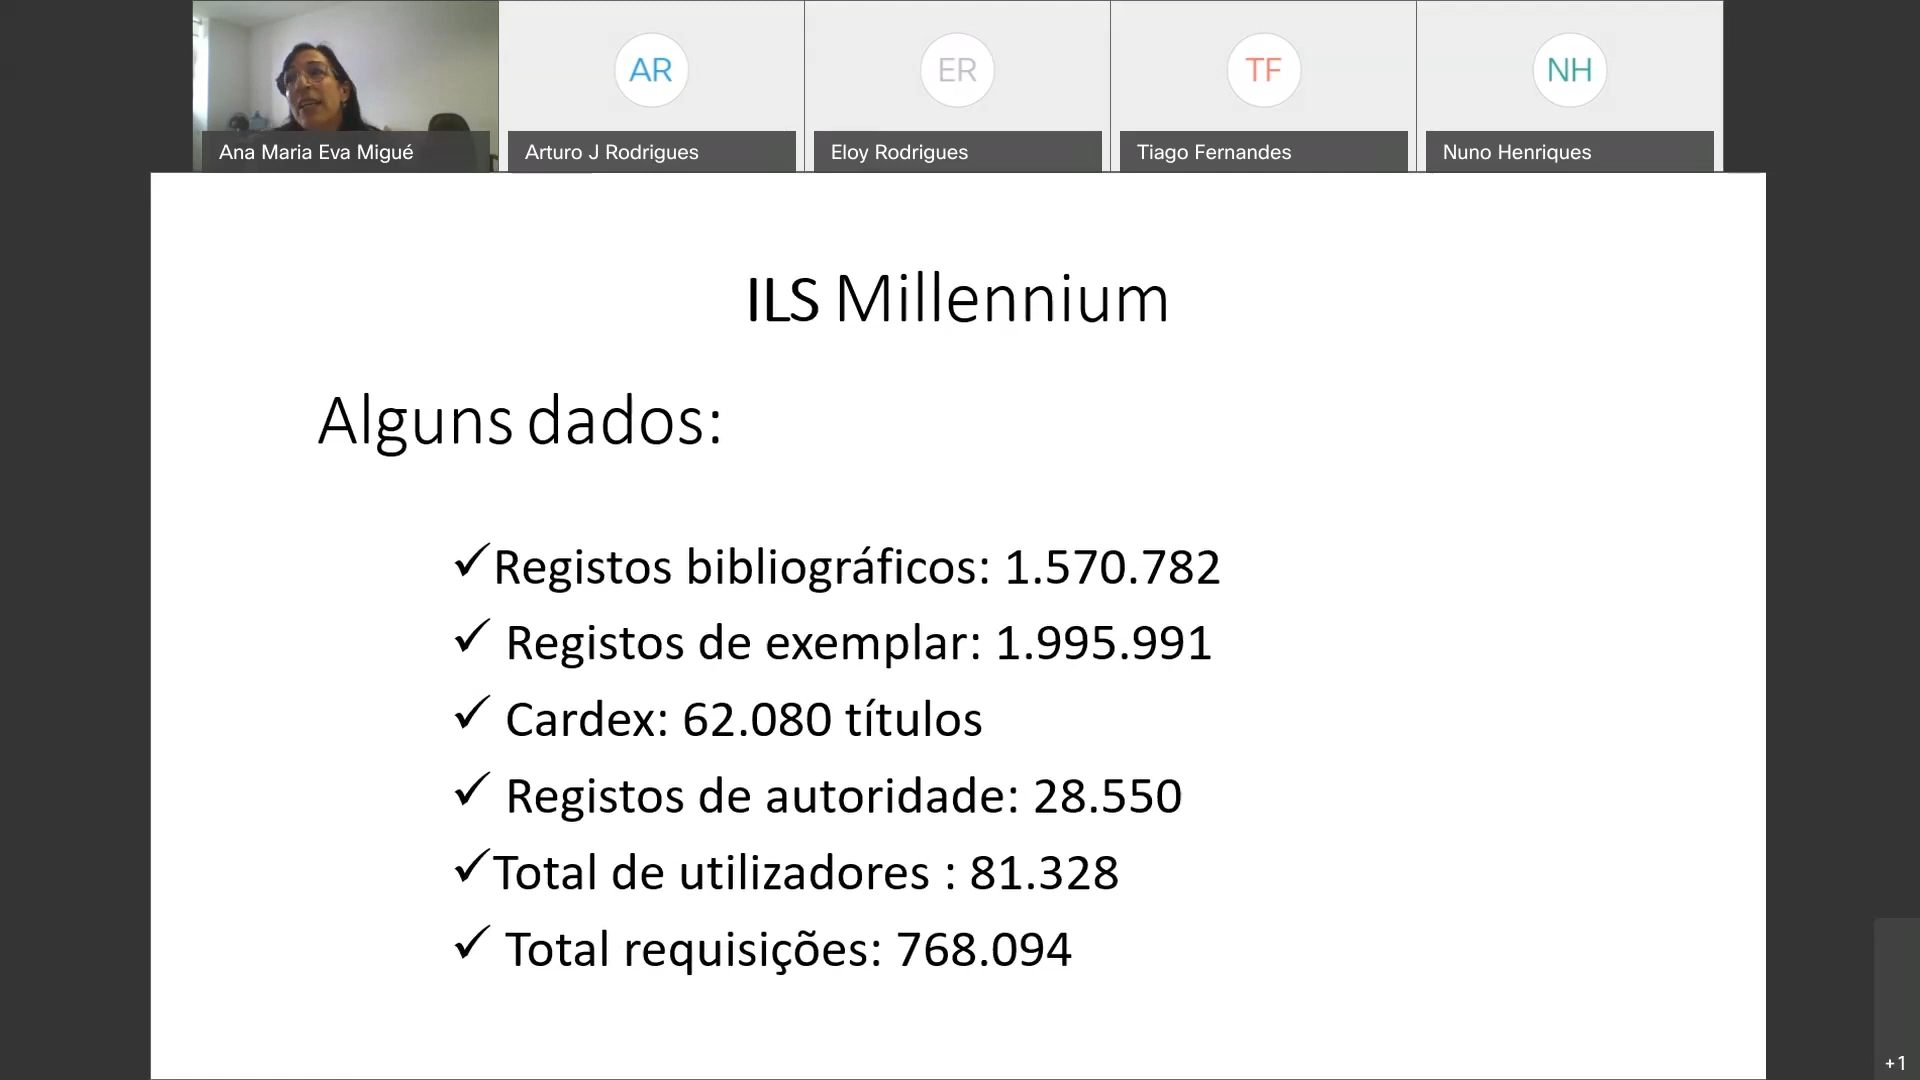 AR
ER
TF
NH
Ana Maria Eva Migué
Arturo J Rodrigues
Eloy Rodrigues
Tiago Fernandes
Nuno Henriques
ILS Millennium
Alguns dados:
✓Registos bibliográficos: 1.570.782
✓ Registos de exemplar: 1.995.991
✓ Cardex: 62.080 títulos
✓ Registos de autoridade: 28.550
✓Total de utilizadores : 81.328
✓ Total requisições: 768.094
+1